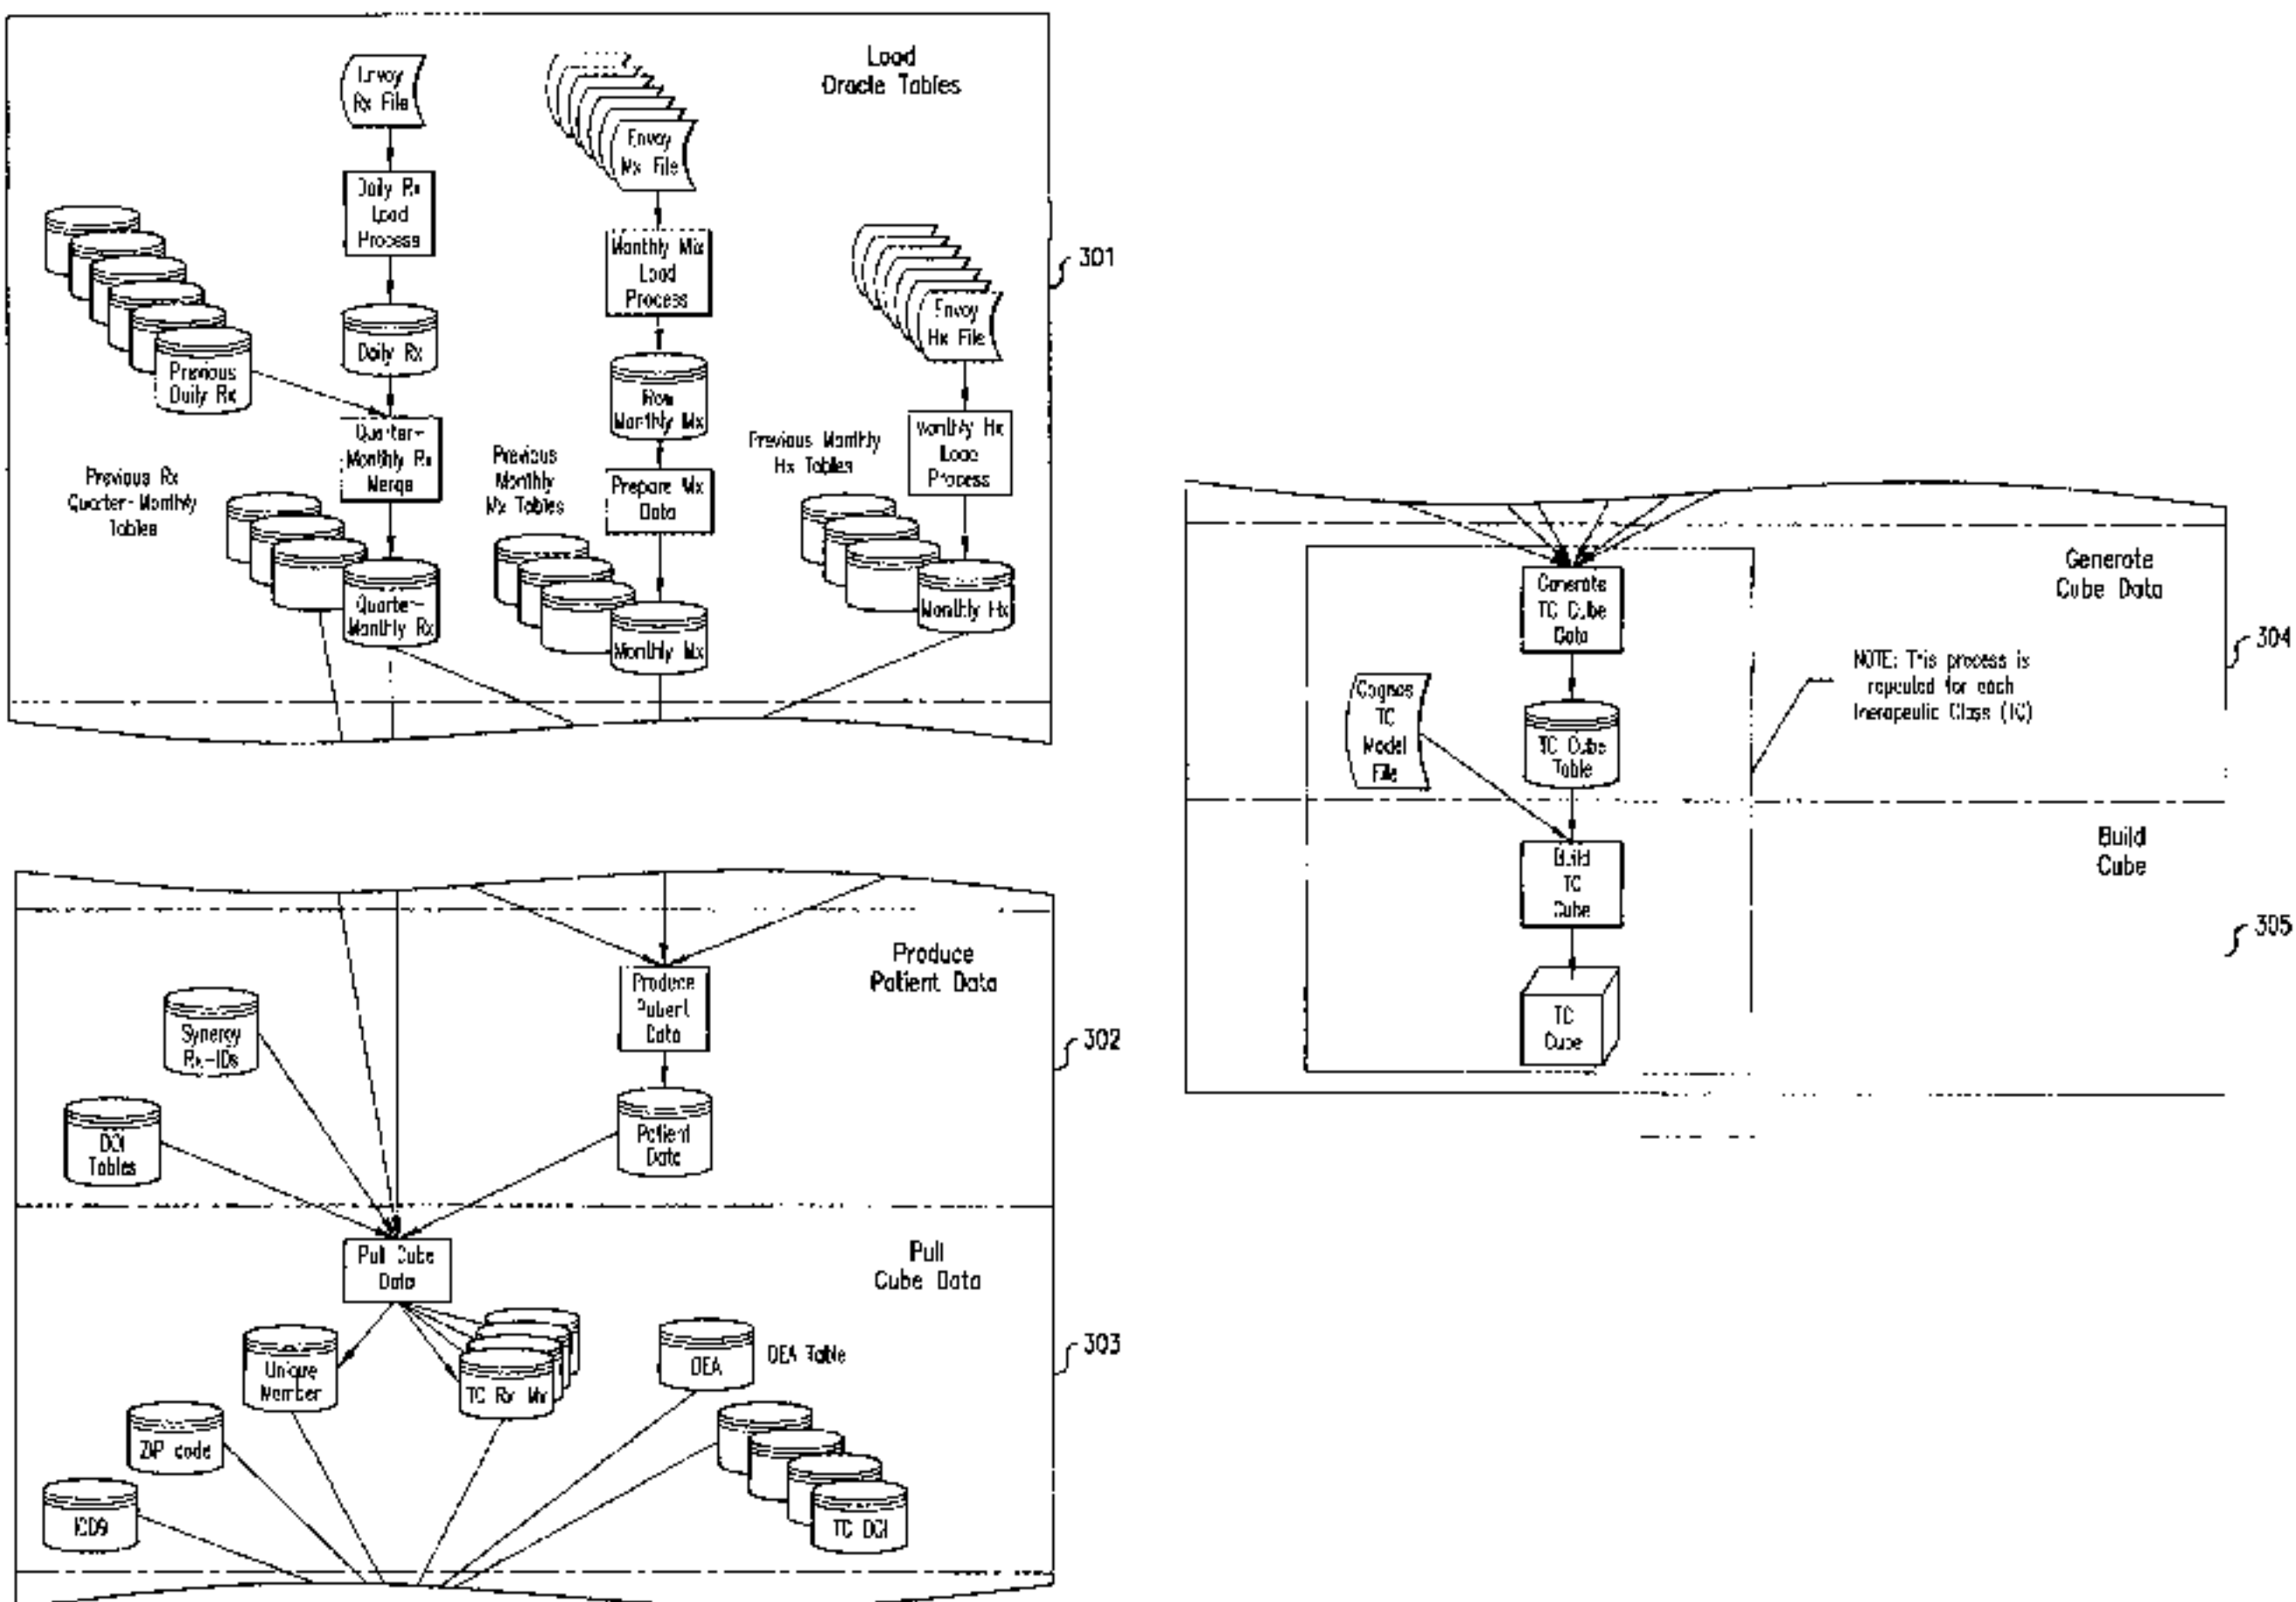 Load
Oracle Tables
Envoy
Rx File
Envoy
Mx File
Daily Rx
Load
Process
Monthly Mx
Load
Process
301
Envoy
Hx File
Daily Rx
Previous
Daily Rx
Raw
Monthly Mx
Quarter-
Monthly Rx
Merge
Previous
Monthly
Mx Tables
Previous Monthly
Hx Tables
Monthly Hx
Load
Process
Previous Rx
Quarter-Monthly
Tables
Prepare Mx
Data
Quarter-
Monthly Rx
Monthly Mx
Monthly Hx
Produce
Patient Data
Produce
Patient
Data
Synergy
Rx-IDs
302
DOI
Tables
Patient
Data
Pull Cube
Data
Pull
Cube Data
303
Unique
Member
TC Rx Mx
DEA
DEA Table
ZIP code
ICD9
TC DOI
Generate
Cube Data
Generate
TC Cube
Data
304
NOTE: This process is
repeated for each
Therapeutic Class (TC)
Cognos
TC
Model
File
TC Cube
Table
Build
Cube
Build
TC
Cube
305
TC
Cube